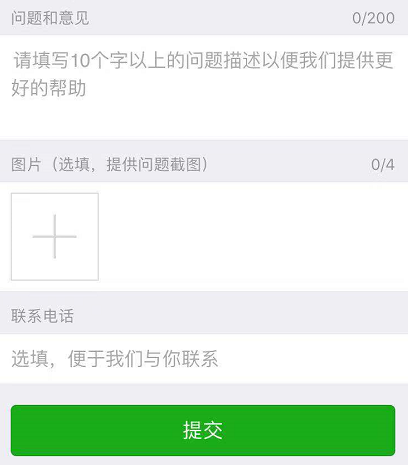 问题和意见 0/200
请填写10个字以上的问题描述以便我们提供更
好的帮助
图片（选填，提供问题截图） 0/4
联系电话
选填，便于我们与你联系
提交